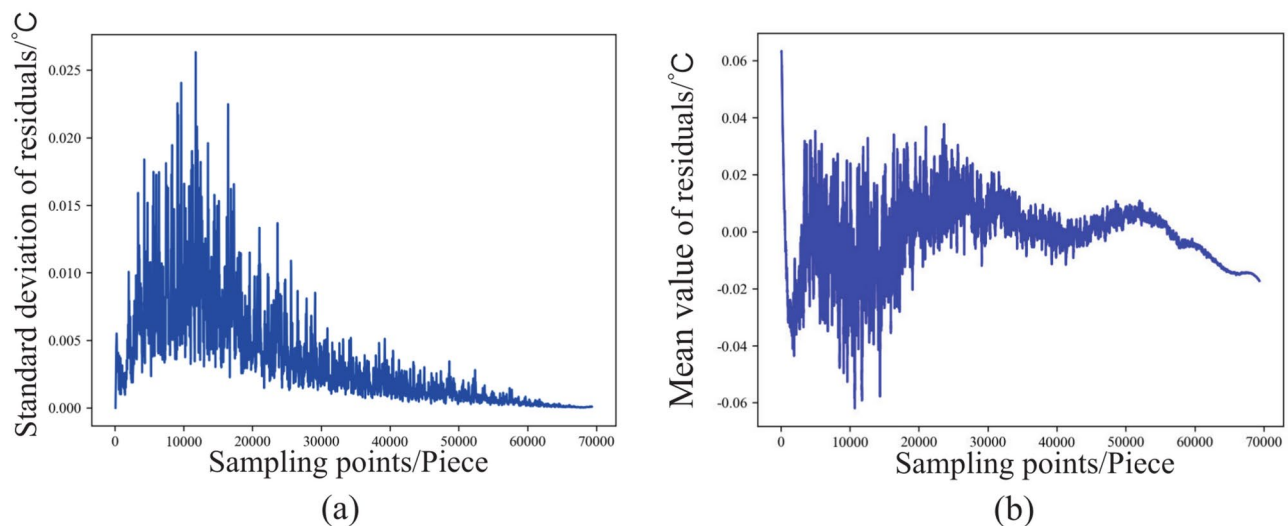 Standard deviation of residuals/°C
0.025
0.020
0.015
0.010
0.005
0.000
0 10000 20000 30000 40000 50000 60000 70000
Sampling points/Piece
(a)
Mean value of residuals/°C
0.06
0.04
0.02
0.00
-0.02
-0.04
-0.06
0 10000 20000 30000 40000 50000 60000 70000
Sampling points/Piece
(b)